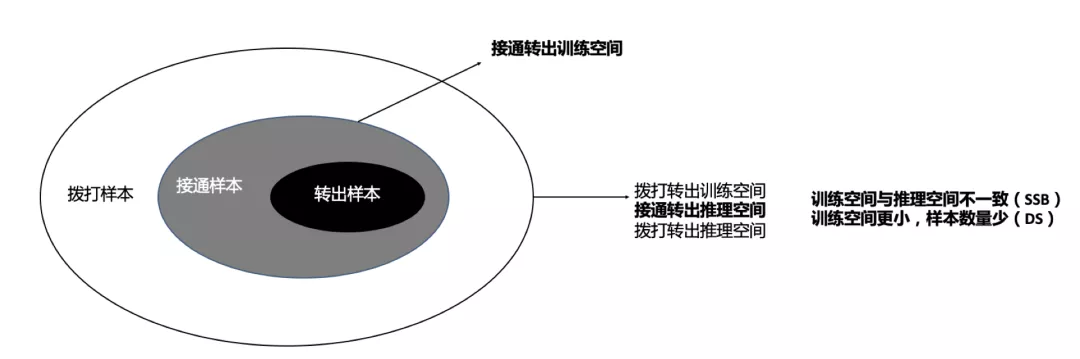 接通转出训练空间
拨打样本
接通样本
转出样本
拨打转出训练空间
接通转出推理空间
拨打转出推理空间
训练空间与推理空间不一致（SSB）
训练空间更小，样本数量少（DS）